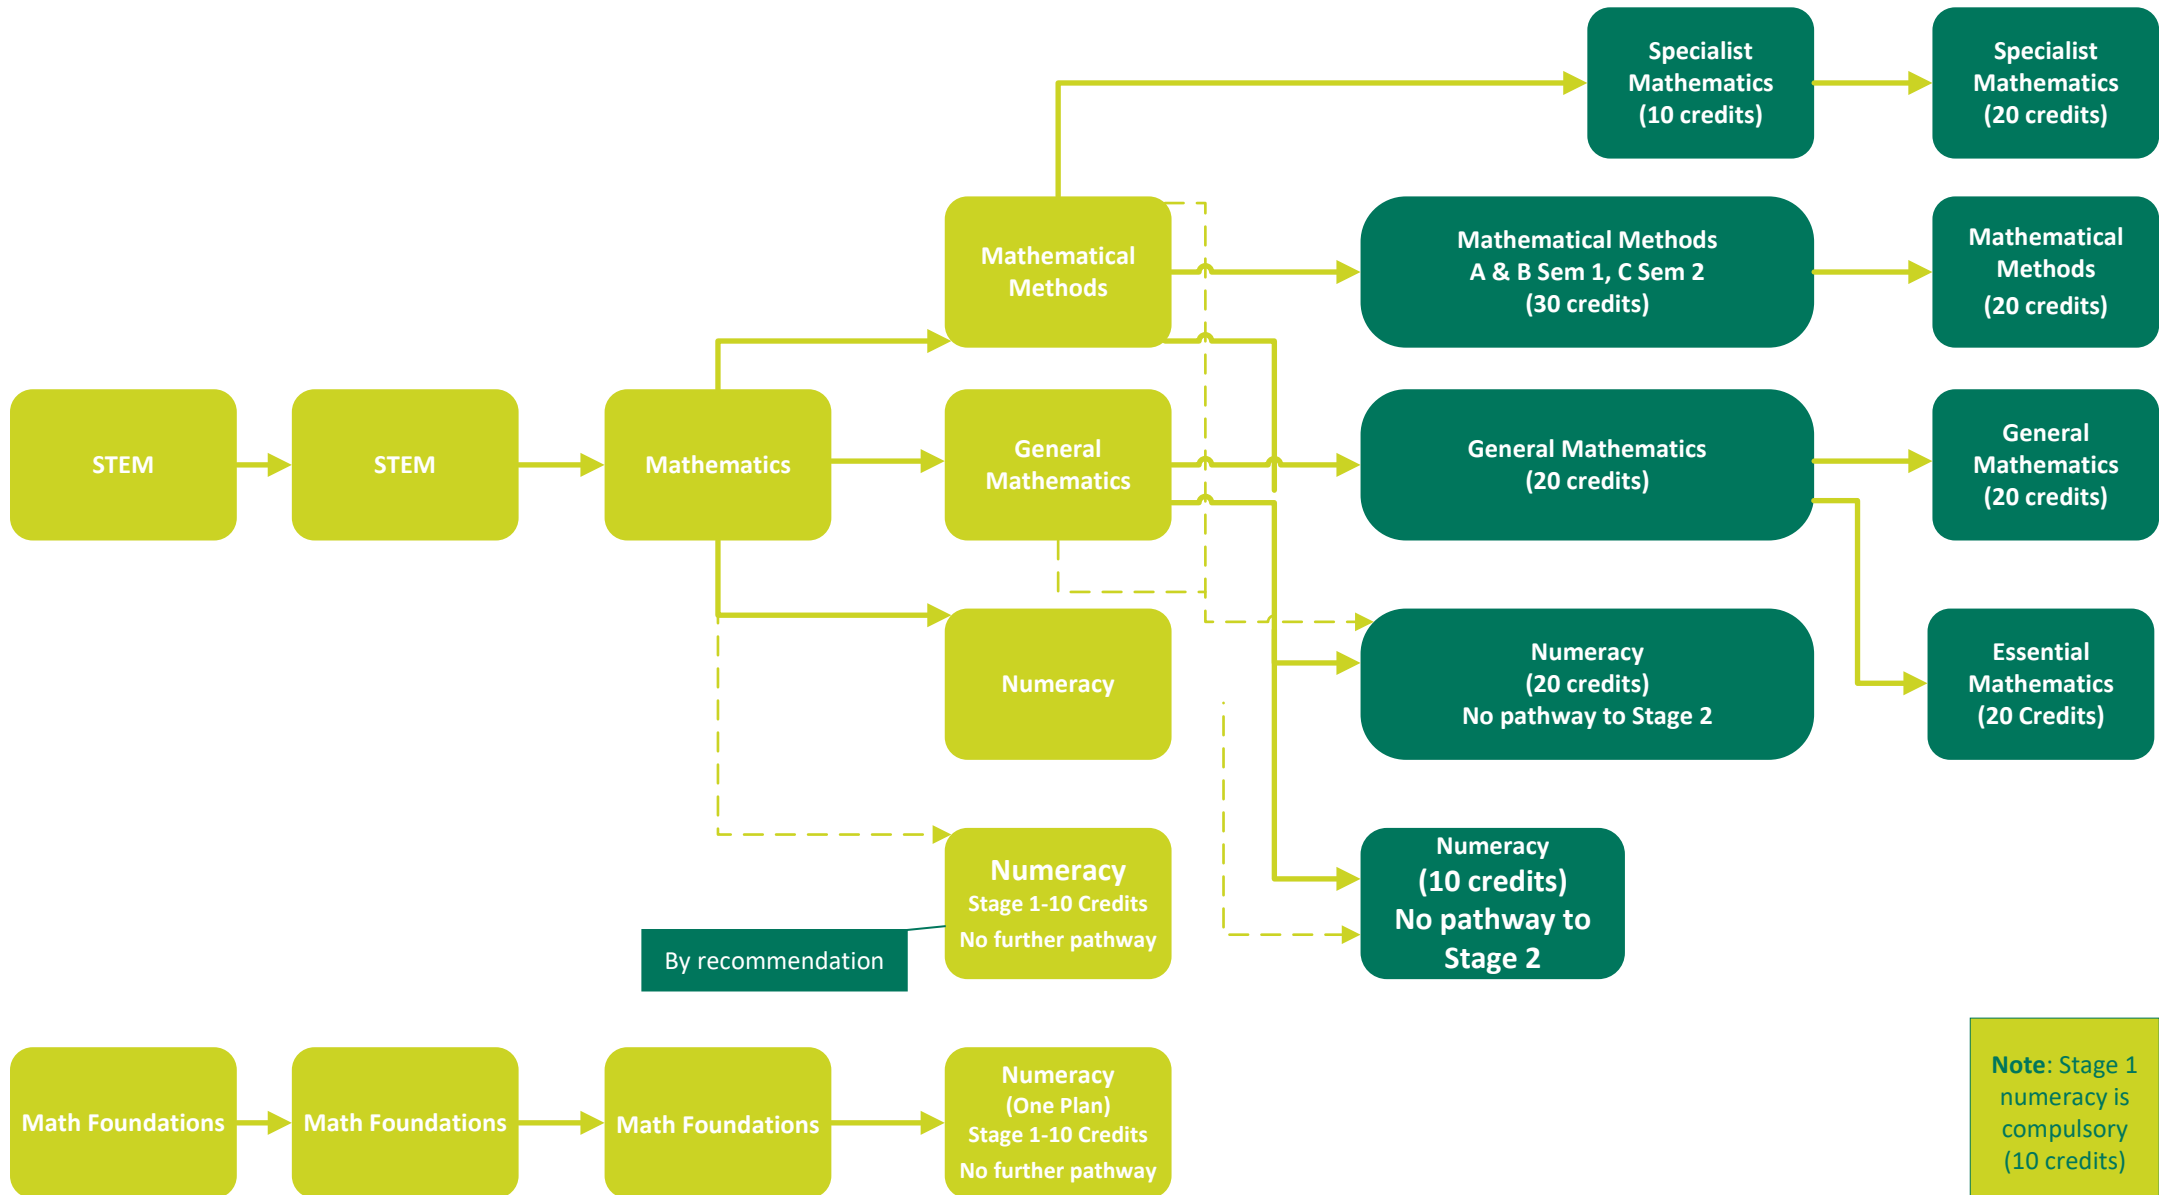 Specialist
Mathematics
(10 credits)
Specialist
Mathematics
(20 credits)
Mathematical
Methods
Mathematical Methods
A & B Sem 1, C Sem 2
(30 credits)
Mathematical
Methods
(20 credits)
STEM
STEM
Mathematics
General
Mathematics
General Mathematics
(20 credits)
General
Mathematics
(20 credits)
Numeracy
Numeracy
(20 credits)
No pathway to Stage 2
Essential
Mathematics
(20 Credits)
Numeracy
Stage 1-10 Credits
No further pathway
By recommendation
Numeracy
(10 credits)
No pathway to
Stage 2
Math Foundations
Math Foundations
Math Foundations
Numeracy
(One Plan)
Stage 1-10 Credits
No further pathway
Note: Stage 1
numeracy is
compulsory
(10 credits)